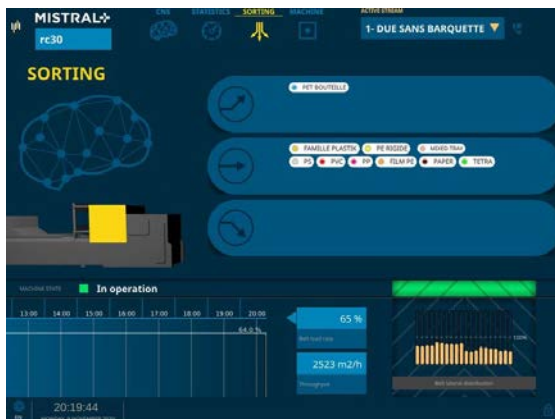 MISTRAL+
CNS
STATISTICS
SORTING
MACHINE
ACTIVE STREAM
rc30
1- DUE SANS BARQUETTE
SORTING
PET BOUTEILLE
FAMILLE PLASTIK
PE RIGIDE
MIXED TRAY
PS
PVC
PP
FILM PE
PAPER
TETRA
MACHINE STATE
In operation
13:00
14:00
15:00
16:00
17:00
18:00
19:00
20:00
64.0 %
65 %
Belt load rate
2523 m2/h
Throughput
100%
Belt lateral distribution
20:19:44
EN